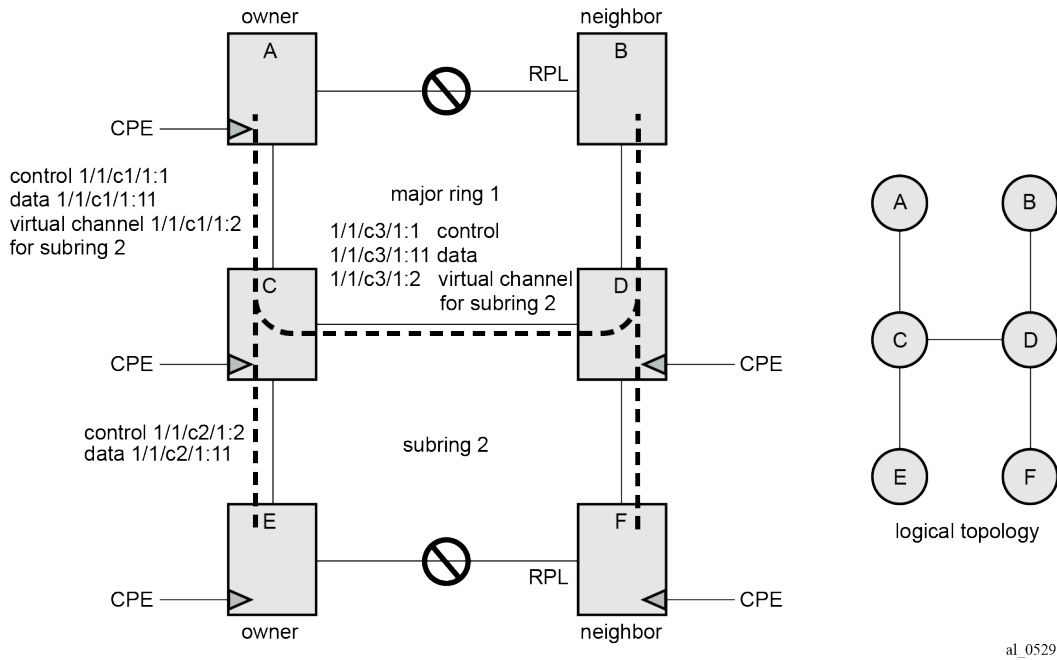 owner
neighbor
A
B
RPL
CPE
control 1/1/c1/1:1
data 1/1/c1/1:11
virtual channel 1/1/c1/1:2
for subring 2
major ring 1
1/1/c3/1:1 control
1/1/c3/1:11 data
1/1/c3/1:2 virtual channel
for subring 2
C
D
CPE
CPE
control 1/1/c2/1:2
data 1/1/c2/1:11
subring 2
E
F
RPL
CPE
CPE
owner
neighbor
A
B
C
D
E
F
logical topology
al_0529